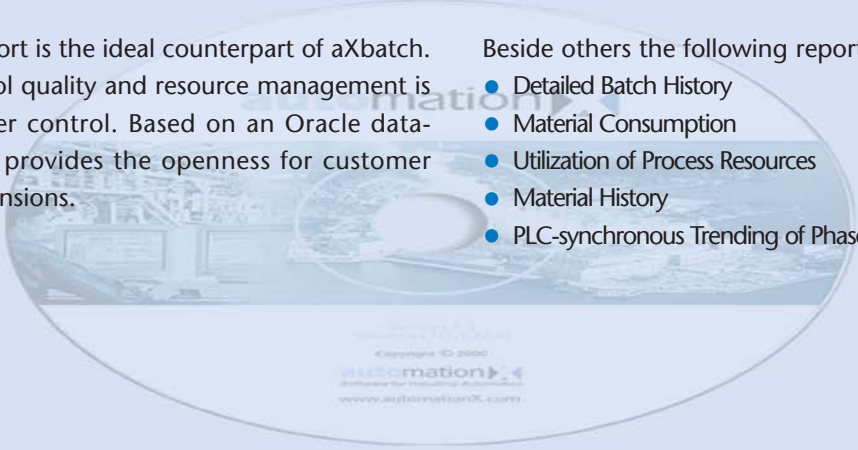 ort is the ideal counterpart of aXbatch.
ol quality and resource management is
er control. Based on an Oracle data-
provides the openness for customer
nsions.
Beside others the following report
• Detailed Batch History
• Material Consumption
• Utilization of Process Resources
• Material History
• PLC-synchronous Trending of Phase
automation
Copyright © 2000
automation
Software for Industrial Automation
www.automationX.com